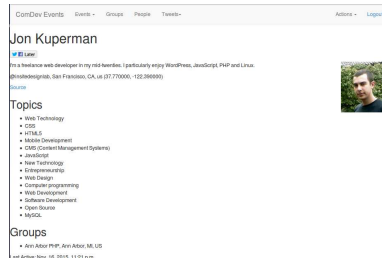 ComDev Events Events Groups People Tweets Actions Logout
Jon Kuperman
Later
I'm a freelance web developer in my mid-twenties. I particularly enjoy WordPress, JavaScript, PHP and Linux.
San Francisco, CA, us (37.770000, -122.390000)
Source
Topics
Web Technology
CSS
HTML5
Mobile Development
CMS (Content Management Systems)
JavaScript
New Technology
Entrepreneurship
Web Design
Computer programming
Web Development
Software Development
Open Source
MySQL
Groups
Ann Arbor PHP, Ann Arbor, MI, US
Last Active: Nov. 16, 2015, 11:21 p.m.